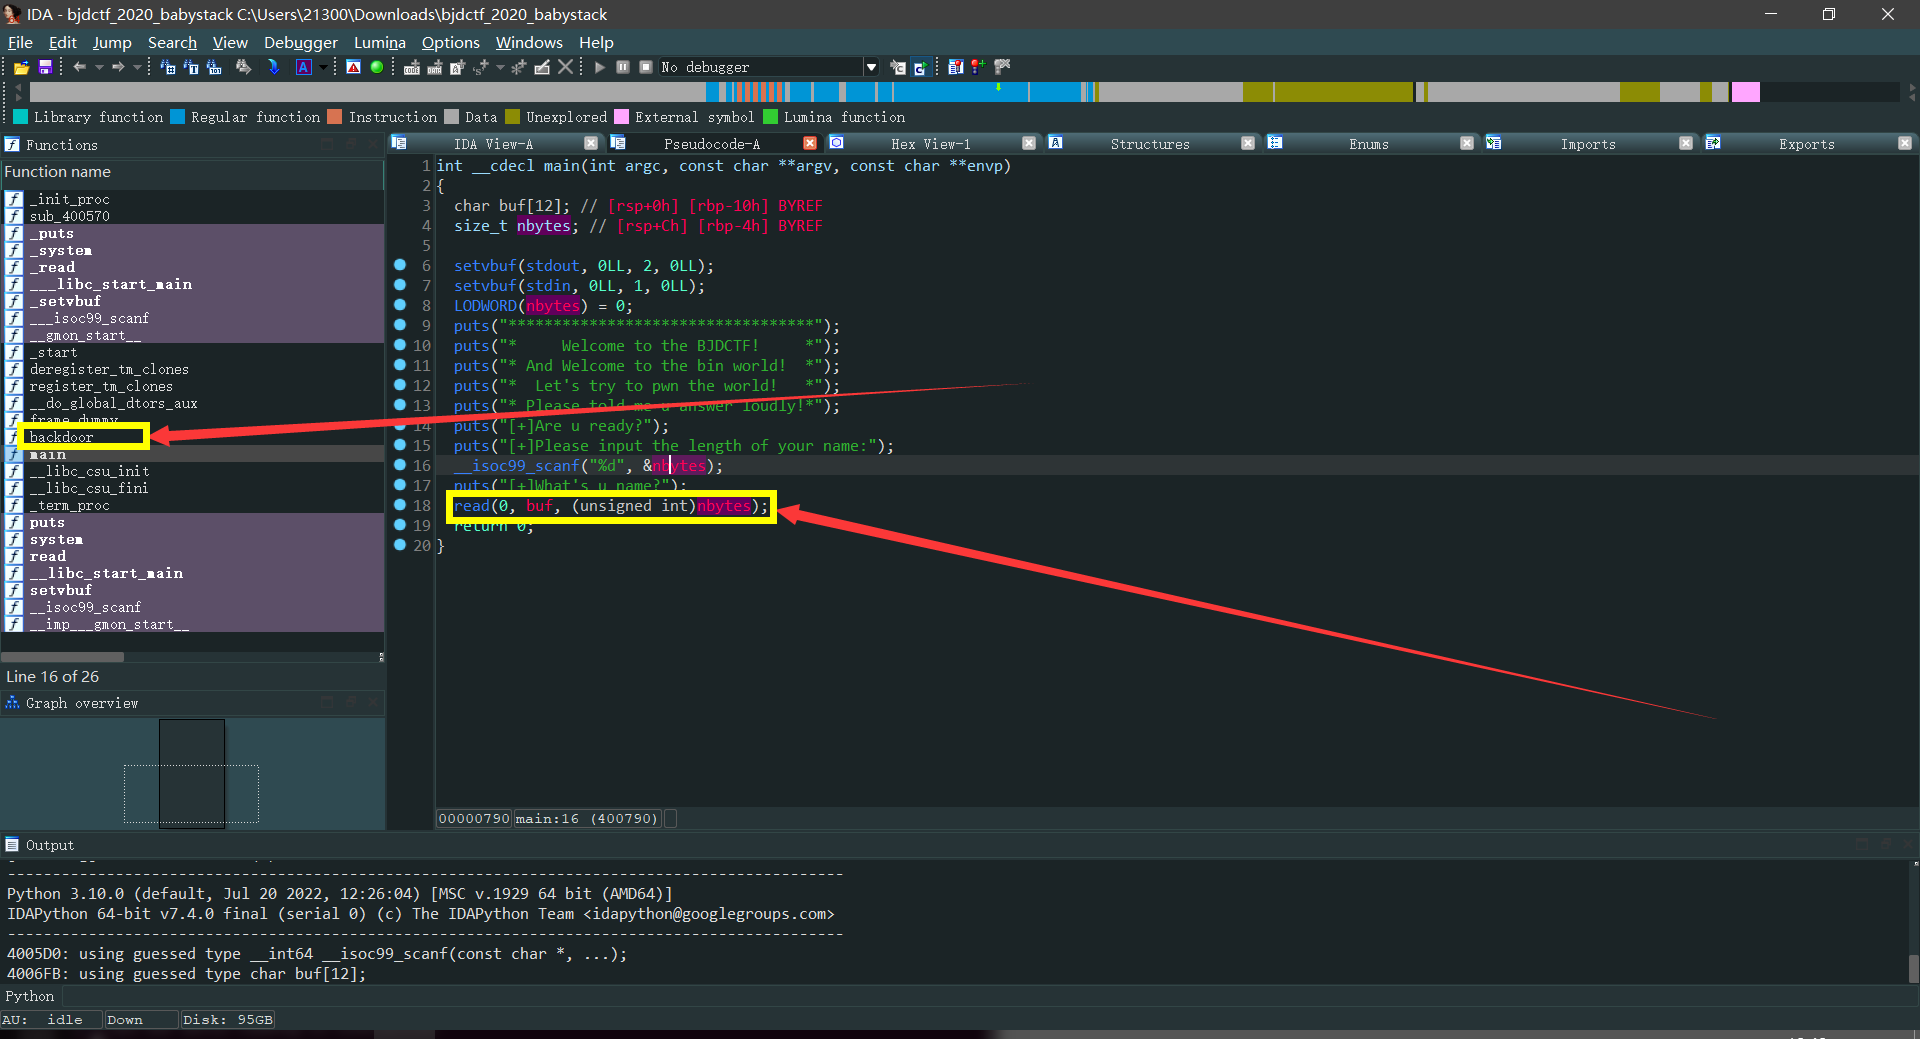 IDA - bjdctf_2020_babystack C:\Users\21300\Downloads\bjdctf_2020_babystack
File Edit Jump Search View Debugger Lumina Options Windows Help
No debugger
Library function Regular function Instruction Data Unexplored External symbol Lumina function
Functions
IDA View-A Pseudocode-A Hex View-1 Structures Enums Imports Exports
Function name
_init_proc
sub_400570
_puts
_system
_read
___libc_start_main
_setvbuf
___isoc99_scanf
__gmon_start__
_start
deregister_tm_clones
register_tm_clones
__do_global_dtors_aux
frame_dummy
backdoor
main
__libc_csu_init
__libc_csu_fini
_term_proc
puts
system
read
__libc_start_main
setvbuf
__isoc99_scanf
__imp___gmon_start__
Line 16 of 26
Graph overview
1 int __cdecl main(int argc, const char **argv, const char **envp)
2 {
3 char buf[12]; // [rsp+0h] [rbp-10h] BYREF
4 size_t nbytes; // [rsp+Ch] [rbp-4h] BYREF
5
6 setvbuf(stdout, 0LL, 2, 0LL);
7 setvbuf(stdin, 0LL, 1, 0LL);
8 LODWORD(nbytes) = 0;
9 puts("**********************************");
10 puts("*     Welcome to the BJDCTF!     *");
11 puts("* And Welcome to the bin world!  *");
12 puts("*  Let's try to pwn the world!   *");
13 puts("* Please told me u answer loudly!*");
14 puts("[+]Are u ready?");
15 puts("[+]Please input the length of your name:");
16 __isoc99_scanf("%d", &nbytes);
17 puts("[+]What's u name?");
18 read(0, buf, (unsigned int)nbytes);
19 return 0;
20 }
00000790 main:16 (400790)
Output
--------------------------------------------------------------------------------------------
Python 3.10.0 (default, Jul 20 2022, 12:26:04) [MSC v.1929 64 bit (AMD64)]
IDAPython 64-bit v7.4.0 final (serial 0) (c) The IDAPython Team <idapython@googlegroups.com>
--------------------------------------------------------------------------------------------
4005D0: using guessed type __int64 __isoc99_scanf(const char *, ...);
4006FB: using guessed type char buf[12];
Python
AU: idle Down Disk: 95GB